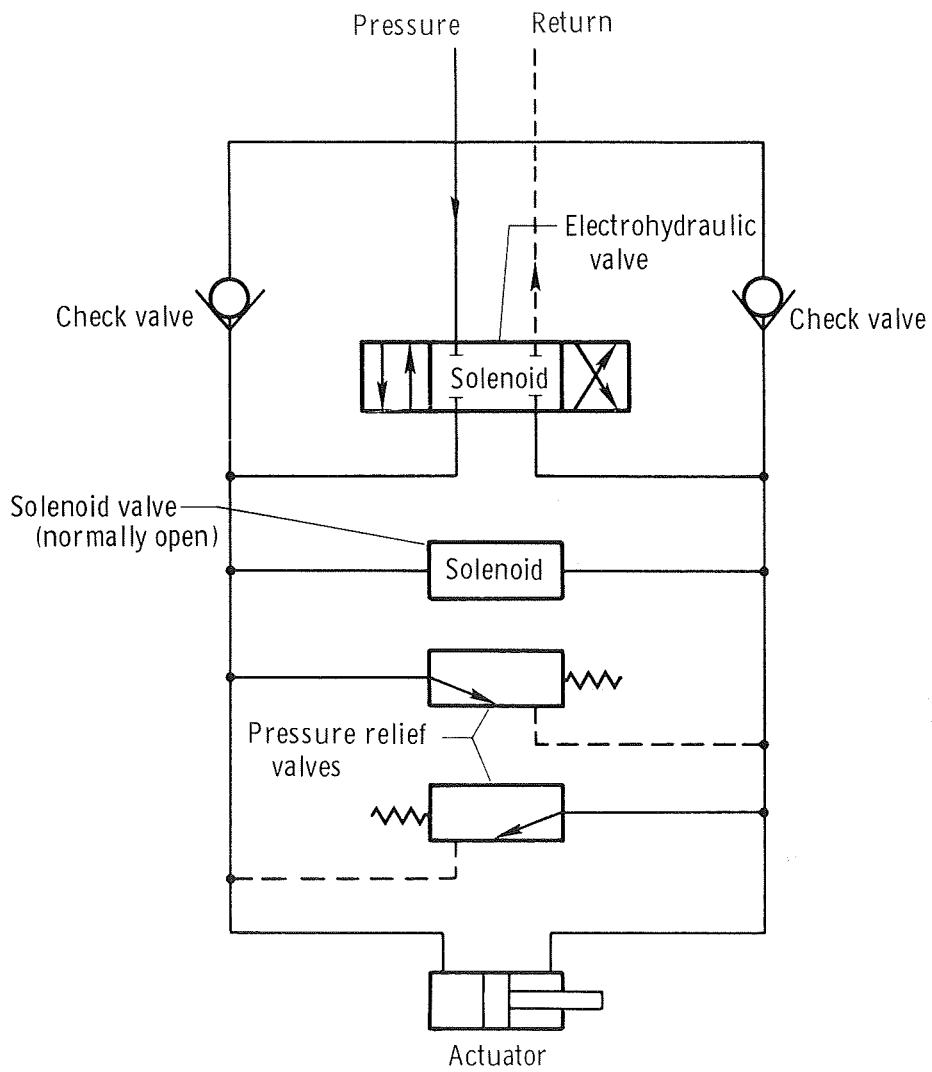 Pressure
Return
Electrohydraulic
valve
Check valve
Check valve
Solenoid
Solenoid valve
(normally open)
Solenoid
Pressure relief
valves
Actuator